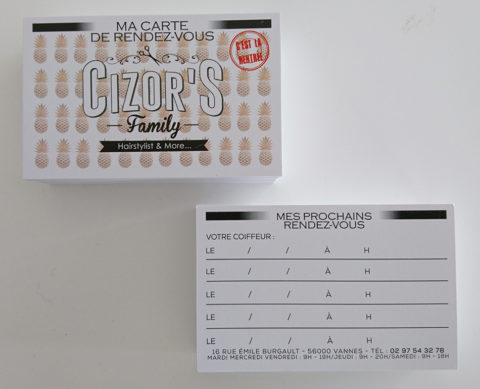 MA CARTE
DE RENDEZ-VOUS
C'EST LA
RENTRÉE
CIZOR'S
Family
Hairstylist & More...
MES PROCHAINS
RENDEZ-VOUS
VOTRE COIFFEUR :
LE / / À H
LE / / À H
LE / / À H
LE / / À H
LE / / À H
16 RUE ÉMILE BURGAULT - 56000 VANNES - TÉL : 02 97 54 32 78
MARDI MERCREDI VENDREDI : 9H - 19H/JEUDI : 9H - 20H/SAMEDI : 9H - 18H